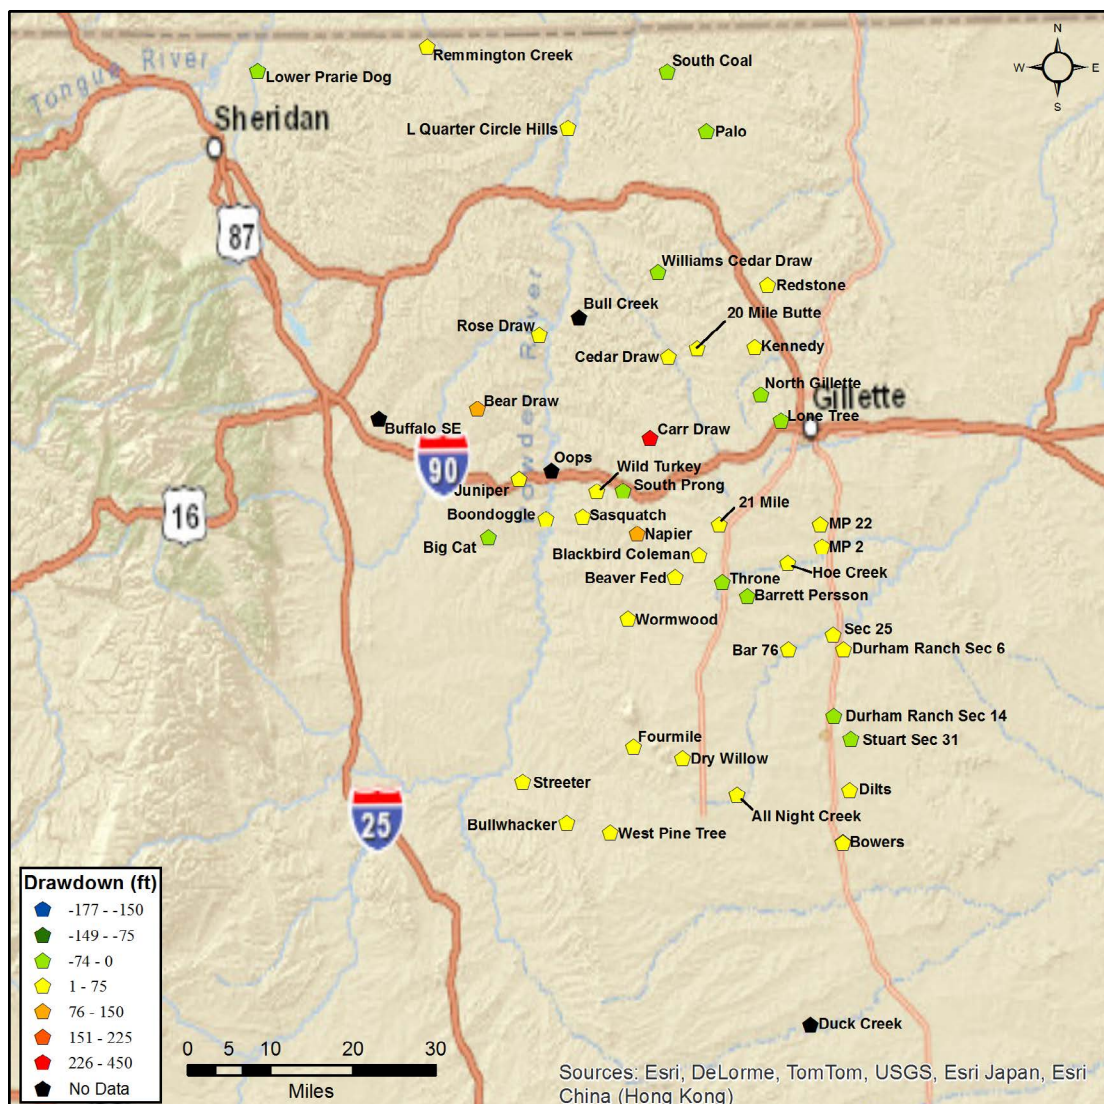 N
W E
S
Tongue River
Remmington Creek
South Coal
Lower Prarie Dog
Sheridan
L Quarter Circle Hills
Palo
87
Williams Cedar Draw
Redstone
Bull Creek
20 Mile Butte
Rose Draw
Cedar Draw
Kennedy
Powder River
North Gillette
Gillette
Bear Draw
Lone Tree
Buffalo SE
Carr Draw
90
Oops
Wild Turkey
Juniper
South Prong
16
21 Mile
Boondoggle
Sasquatch
MP 22
Napier
Big Cat
MP 2
Blackbird Coleman
Hoe Creek
Beaver Fed
Throne
Barrett Persson
Wormwood
Sec 25
Bar 76
Durham Ranch Sec 6
Durham Ranch Sec 14
Fourmile
Stuart Sec 31
Dry Willow
Streeter
Dilts
All Night Creek
25
Bullwhacker
West Pine Tree
Bowers
Drawdown (ft)
-177 - -150
-149 - -75
-74 - 0
1 - 75
76 - 150
151 - 225
226 - 450
No Data
Duck Creek
0 5 10 20 30
Miles
Sources: Esri, DeLorme, TomTom, USGS, Esri Japan, Esri
China (Hong Kong)